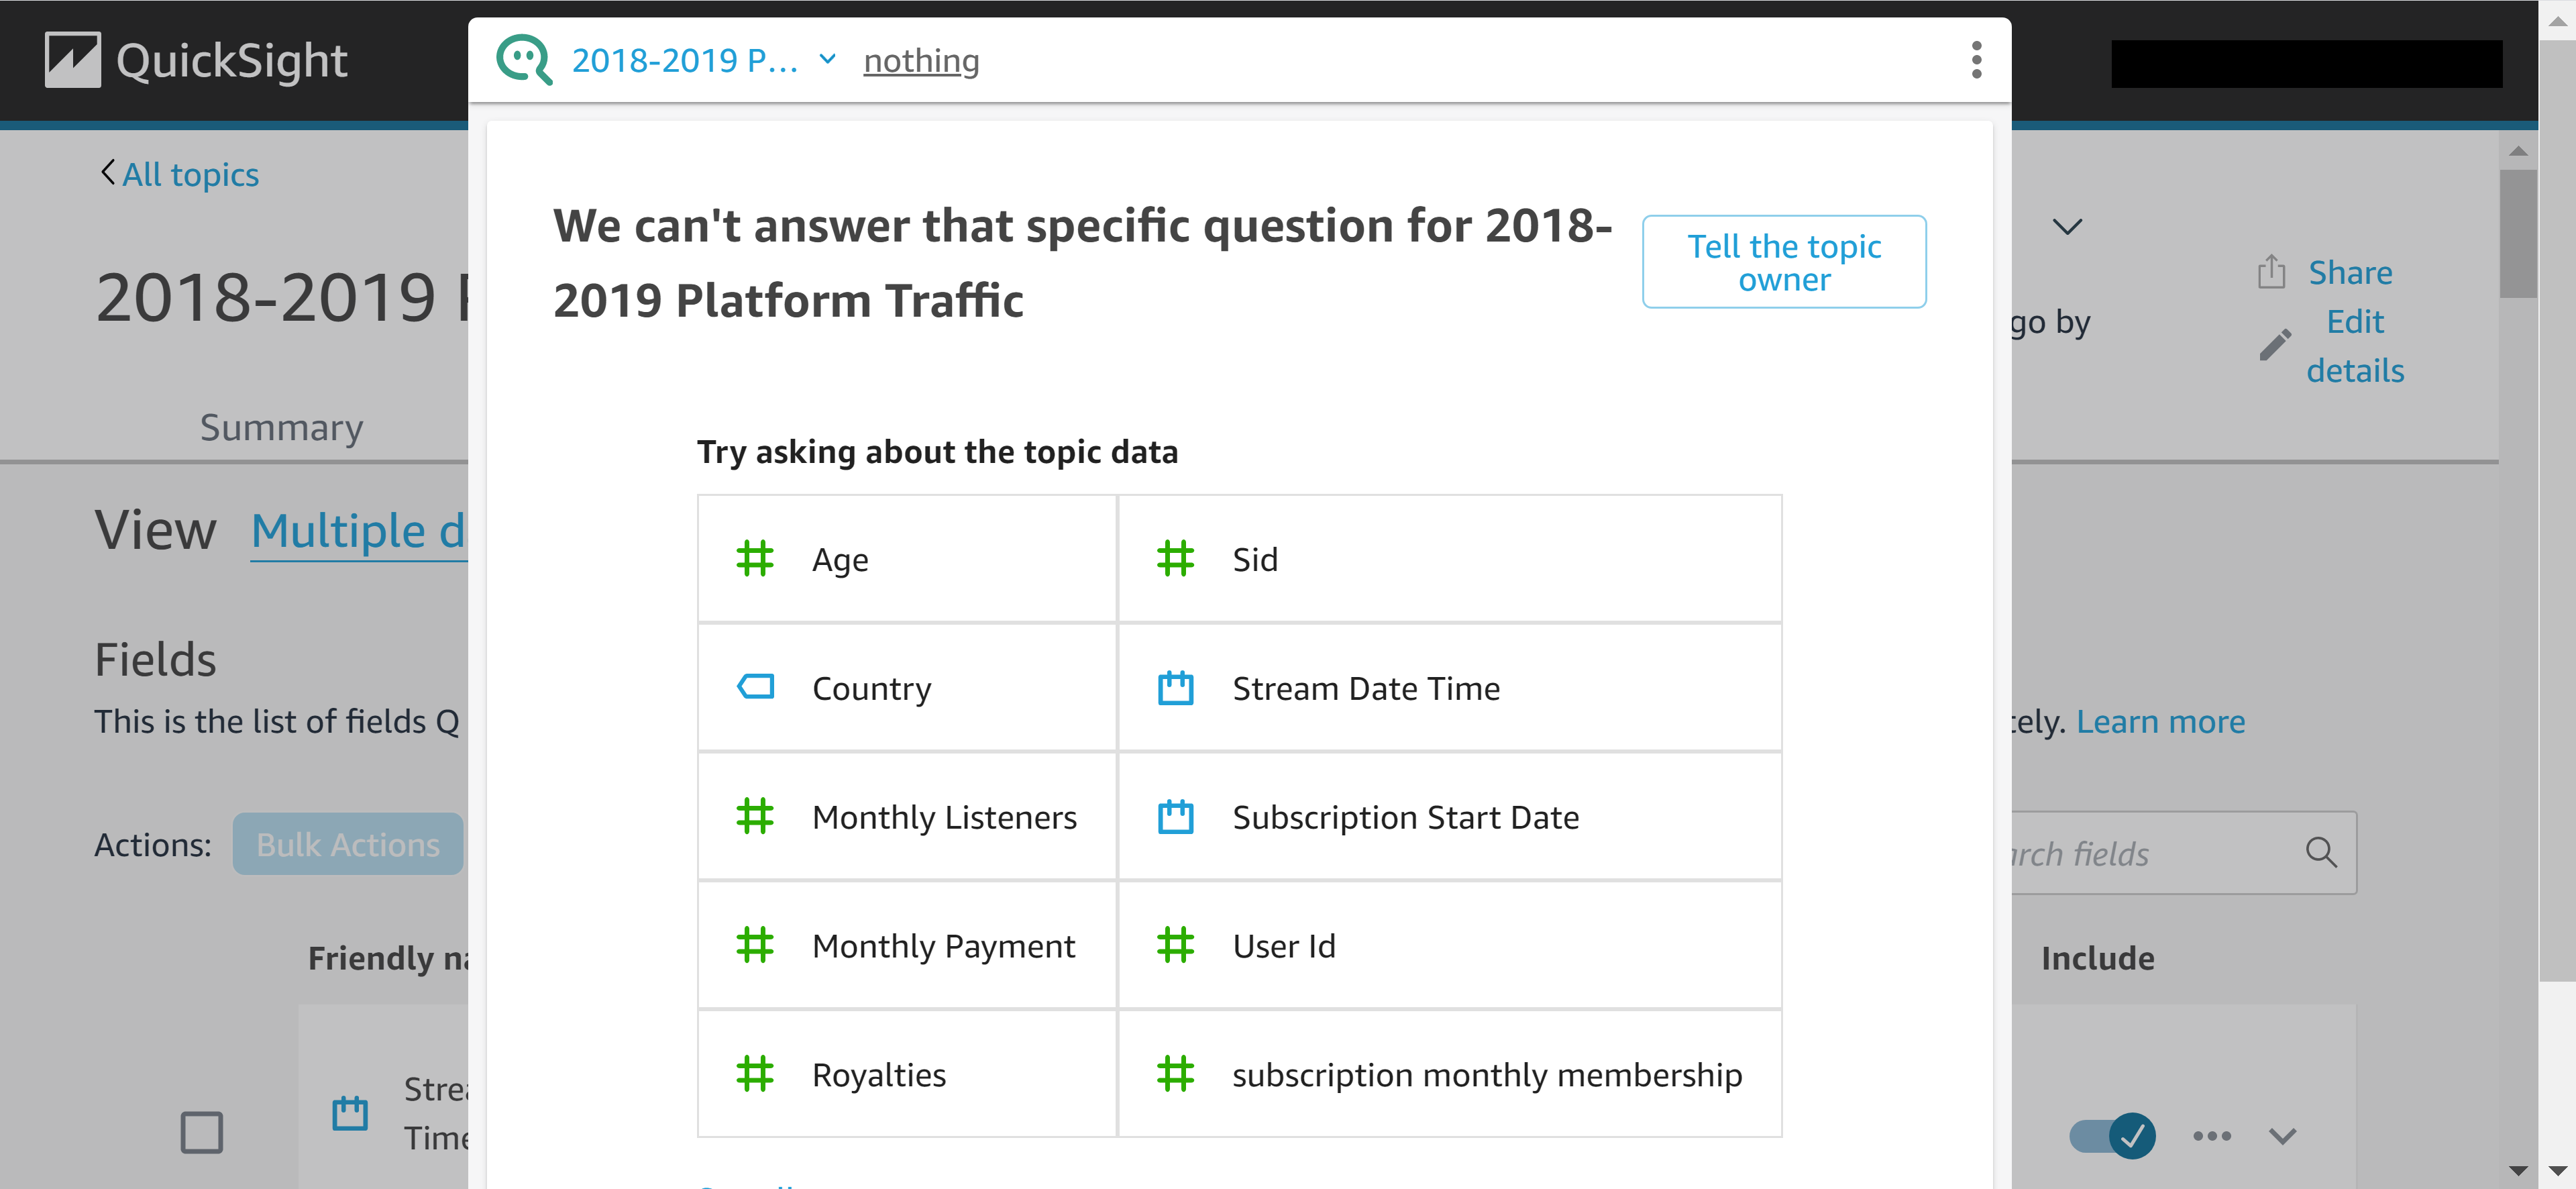 QuickSight
2018-2019 P... nothing
All topics
2018-2019
Summary
We can't answer that specific question for 2018-
2019 Platform Traffic
Tell the topic
owner
Share
go by
Edit
details
Try asking about the topic data
View Multiple d
Age Sid
Fields
Country Stream Date Time
This is the list of fields Q
tely. Learn more
Monthly Listeners Subscription Start Date
Actions: Bulk Actions
rch fields
Monthly Payment User Id
Friendly na
Include
Royalties subscription monthly membership
Strea
Time